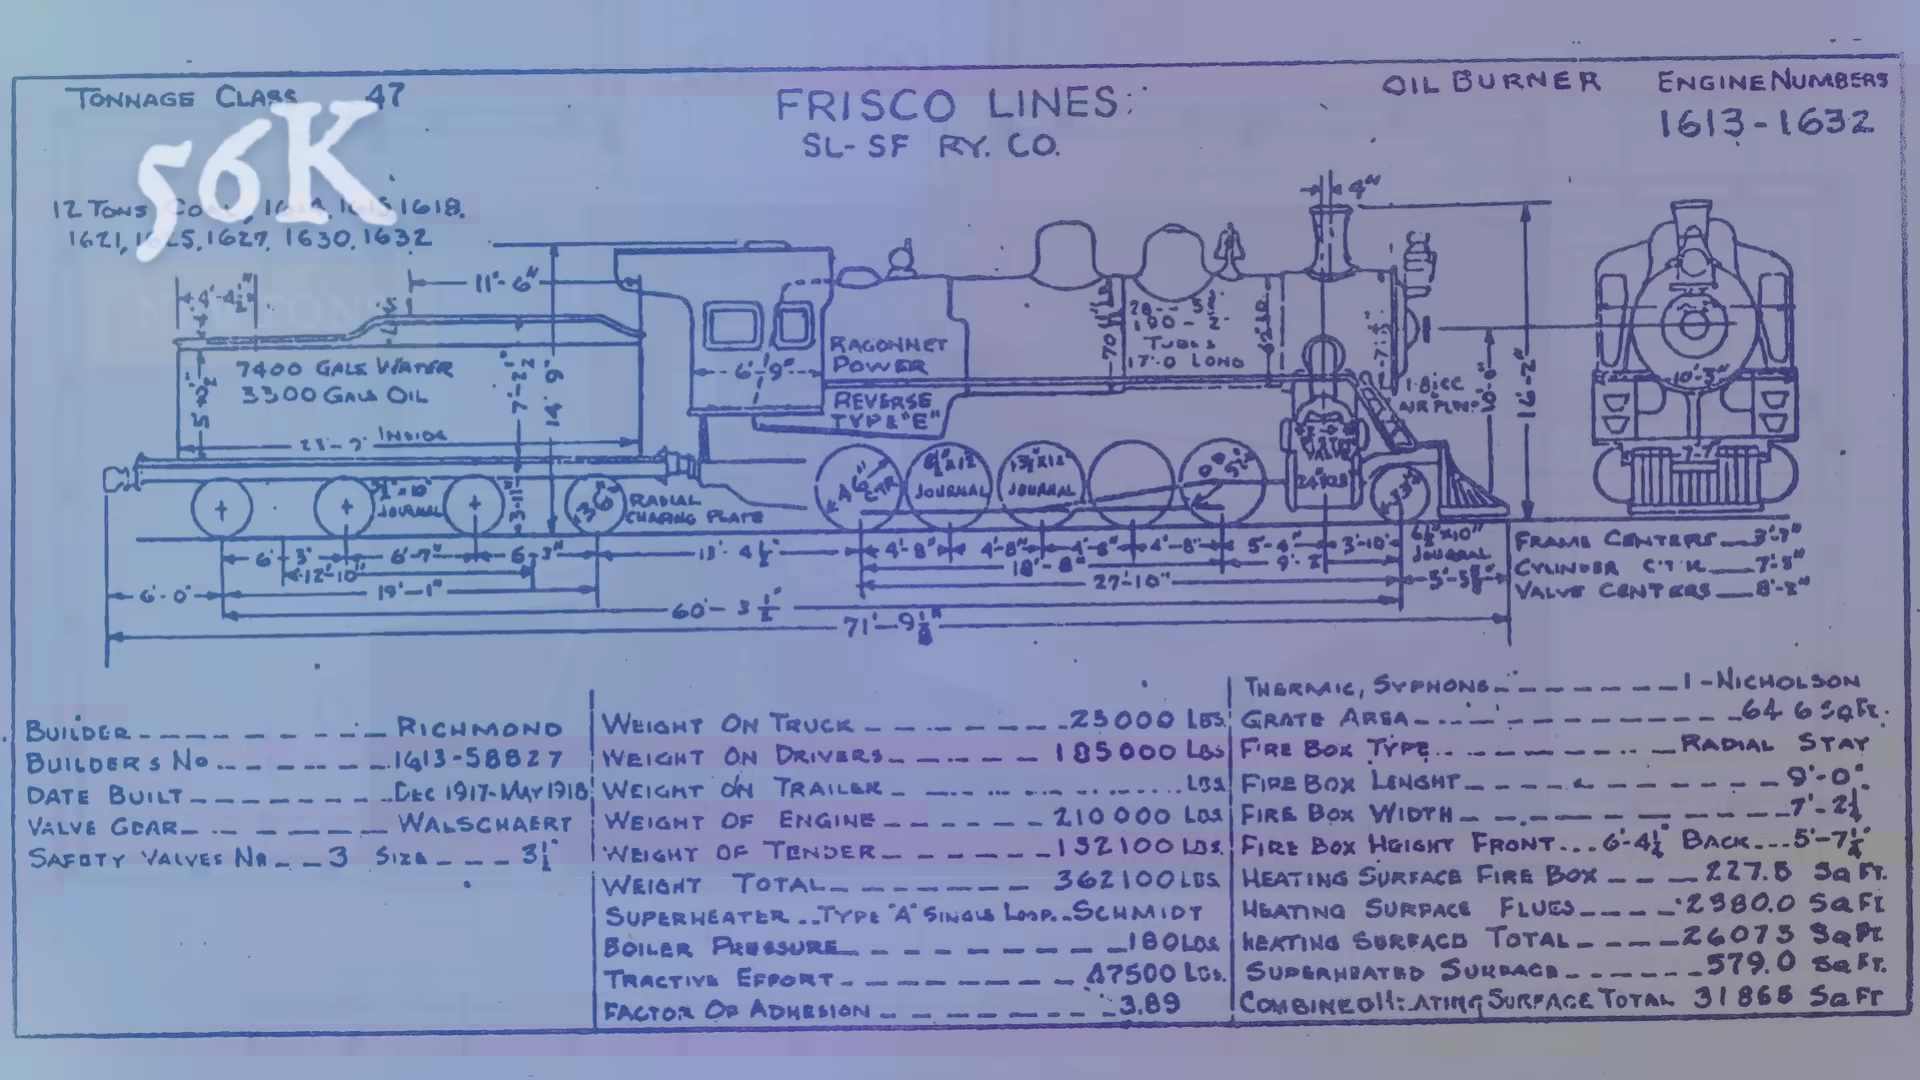 TONNAGE CLASS 47
56K
FRISCO LINES
SL-SF RY. CO.
OIL BURNER
ENGINE NUMBERS
1613-1632
12 TONS
1618.
1621, 1627, 1630, 1632
4'-4½"
11'-6"
4"
7400 GALS WATER
3300 GALS OIL
INSIDE
14'-9"
6'-9"
RAGONNET
POWER
REVERSE
TYPE "E"
TUBES
17'-0 LONG
16'-2"
10'-3"
7'-7"
JOURNAL
36"
RADIAL
CHAFING PLATE
JOURNAL
JOURNAL
33"
JOURNAL
6'-3" 6'-7" 6'-3" 13'-4½" 4'-8" 4'-8" 4'-8" 4'-8" 5'-4" 3'-10"
12'-10" 18'-8"
6'-0" 19'-1" 27'-10"
60'-3½"
71'-9⅛"
FRAME CENTERS 3'-7"
CYLINDER
VALVE CENTERS 8'-2"
BUILDER RICHMOND
BUILDERS NO 1613-58827
DATE BUILT DEC 1917-MAY 1918
VALVE GEAR WALSCHAERT
SAFETY VALVES NO 3 SIZE 3½"
WEIGHT ON TRUCK 25000 LBS.
WEIGHT ON DRIVERS 185000 LBS
WEIGHT ON TRAILER LBS
WEIGHT OF ENGINE 210000 LBS
WEIGHT OF TENDER 152100 LBS.
WEIGHT TOTAL 362100 LBS
SUPERHEATER TYPE "A" SINGLE LOOP SCHMIDT
BOILER PRESSURE 180 LBS
TRACTIVE EFFORT 47500 LBS.
FACTOR OF ADHESION 3.89
THERMIC, SYPHONS 1-NICHOLSON
GRATE AREA 64.6 SQ FT.
FIRE BOX TYPE RADIAL STAY
FIRE BOX LENGHT 9'-0"
FIRE BOX WIDTH 7'-2¼
FIRE BOX HEIGHT FRONT 6'-4¼ BACK 5'-7¼"
HEATING SURFACE FIRE BOX 227.5 SQ FT.
HEATING SURFACE FLUES 2380.0 SQ FT
HEATING SURFACE TOTAL 2607.5 SQ FT.
SUPERHEATED SURFACE 579.0 SQ FT.
COMBINED HEATING SURFACE TOTAL 3186.5 SQ FT